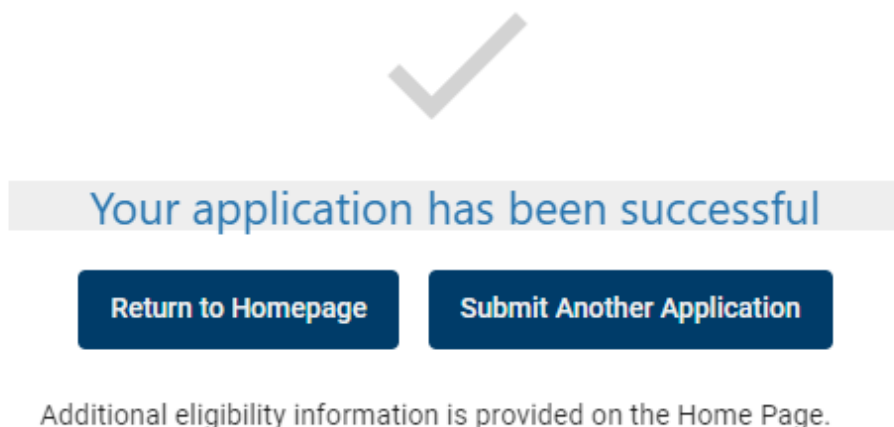 Your application has been successful
Return to Homepage Submit Another Application
Additional eligibility information is provided on the Home Page.